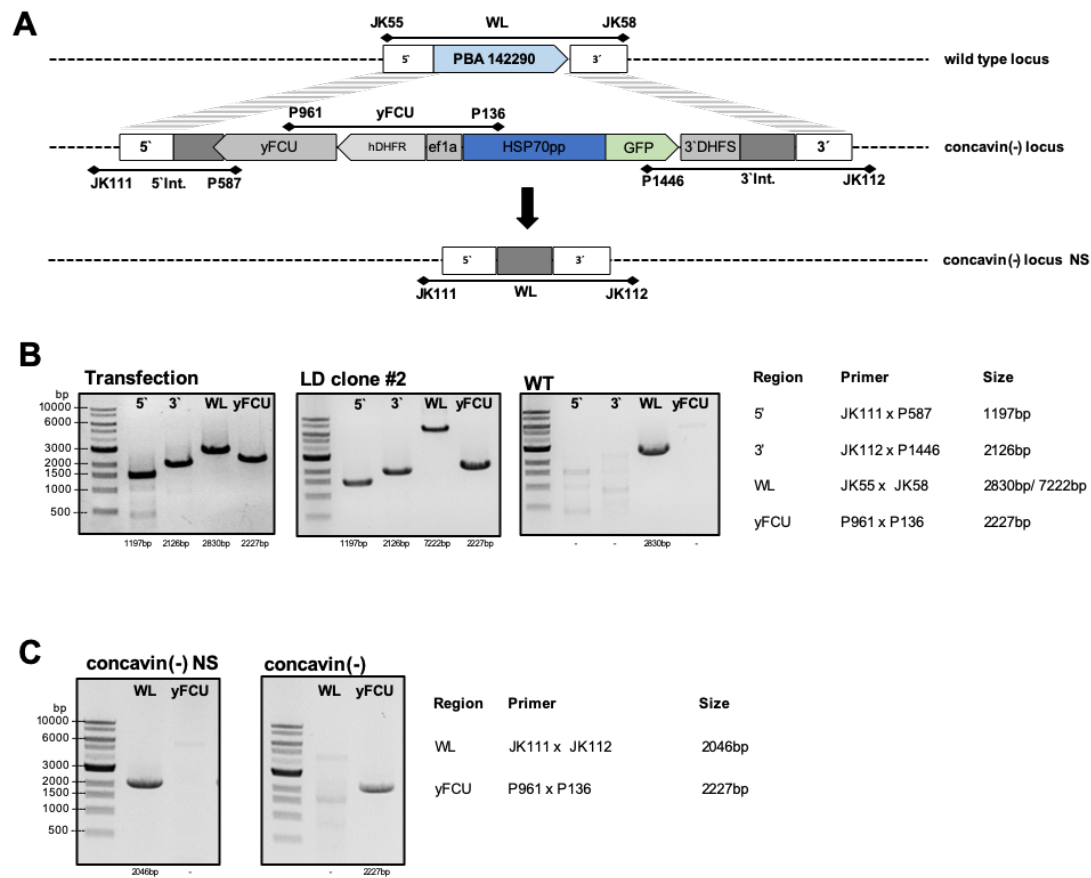 A
JK55 WL JK58
5` PBA 142290 3´
wild type locus
P961 yFCU P136
5` yFCU hDHFR ef1a HSP70pp GFP 3`DHFS 3´
concavin(-) locus
JK111 5`Int. P587 P1446 3`Int. JK112
5` 3´
concavin(-) locus NS
JK111 WL JK112
B
Transfection
bp
5` 3` WL yFCU
10000
6000
3000
2000
1500
1000
500
1197bp 2126bp 2830bp 2227bp
LD clone #2
5` 3` WL yFCU
1197bp 2126bp 7222bp 2227bp
WT
5` 3` WL yFCU
- - 2830bp -
Region Primer Size
5' JK111 x P587 1197bp
3' JK112 x P1446 2126bp
WL JK55 x JK58 2830bp/ 7222bp
yFCU P961 x P136 2227bp
C
concavin(-) NS
bp
WL yFCU
10000
6000
3000
2000
1500
1000
500
2046bp -
concavin(-)
WL yFCU
- 2227bp
Region Primer Size
WL JK111 x JK112 2046bp
yFCU P961 x P136 2227bp